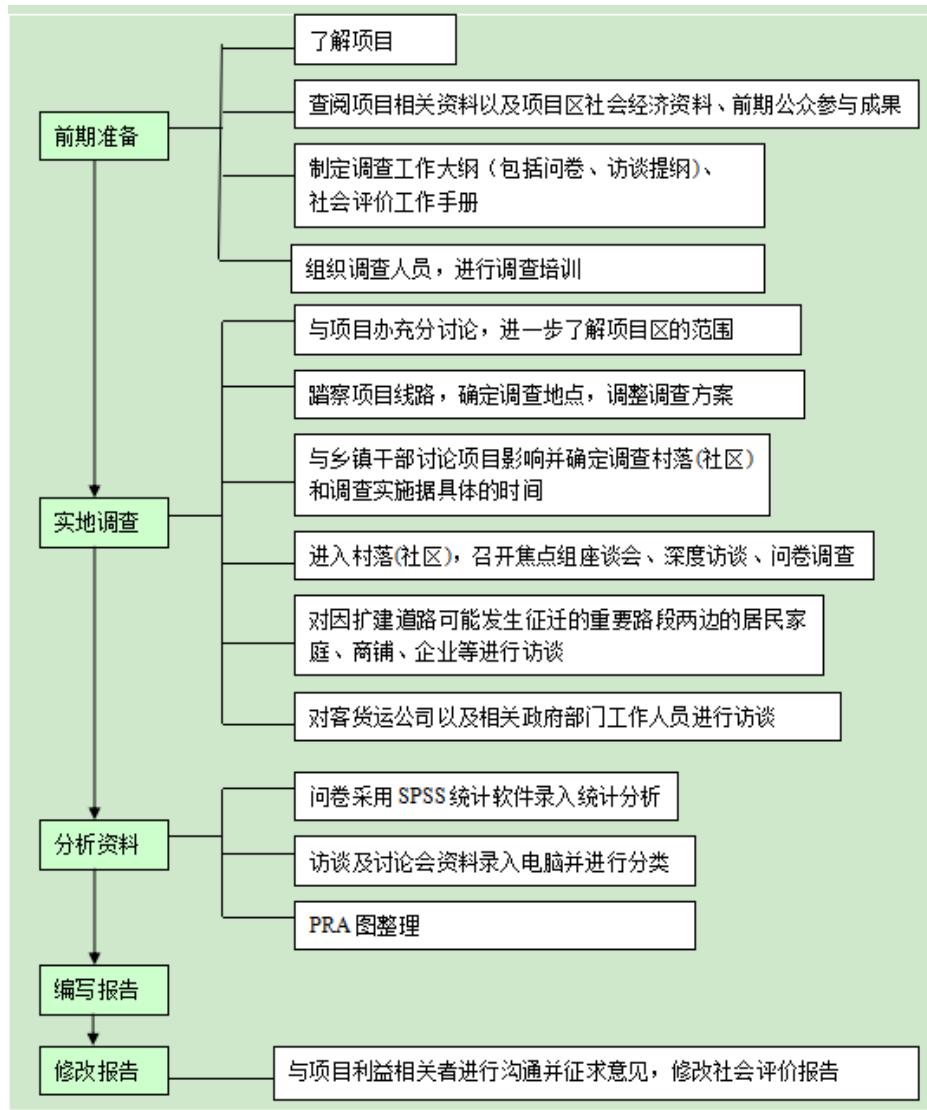 了解项目
查阅项目相关资料以及项目区社会经济资料、前期公众参与成果
前期准备
制定调查工作大纲（包括问卷、访谈提纲）、
社会评价工作手册
组织调查人员，进行调查培训
与项目办充分讨论，进一步了解项目区的范围
踏察项目线路，确定调查地点，调整调查方案
与乡镇干部讨论项目影响并确定调查村落(社区)
和调查实施据具体的时间
实地调查
进入村落(社区)，召开焦点组座谈会、深度访谈、问卷调查
对因扩建道路可能发生征迁的重要路段两边的居民家
庭、商铺、企业等进行访谈
对客货运公司以及相关政府部门工作人员进行访谈
问卷采用 SPSS 统计软件录入统计分析
分析资料
访谈及讨论会资料录入电脑并进行分类
PRA 图整理
编写报告
修改报告
与项目利益相关者进行沟通并征求意见，修改社会评价报告